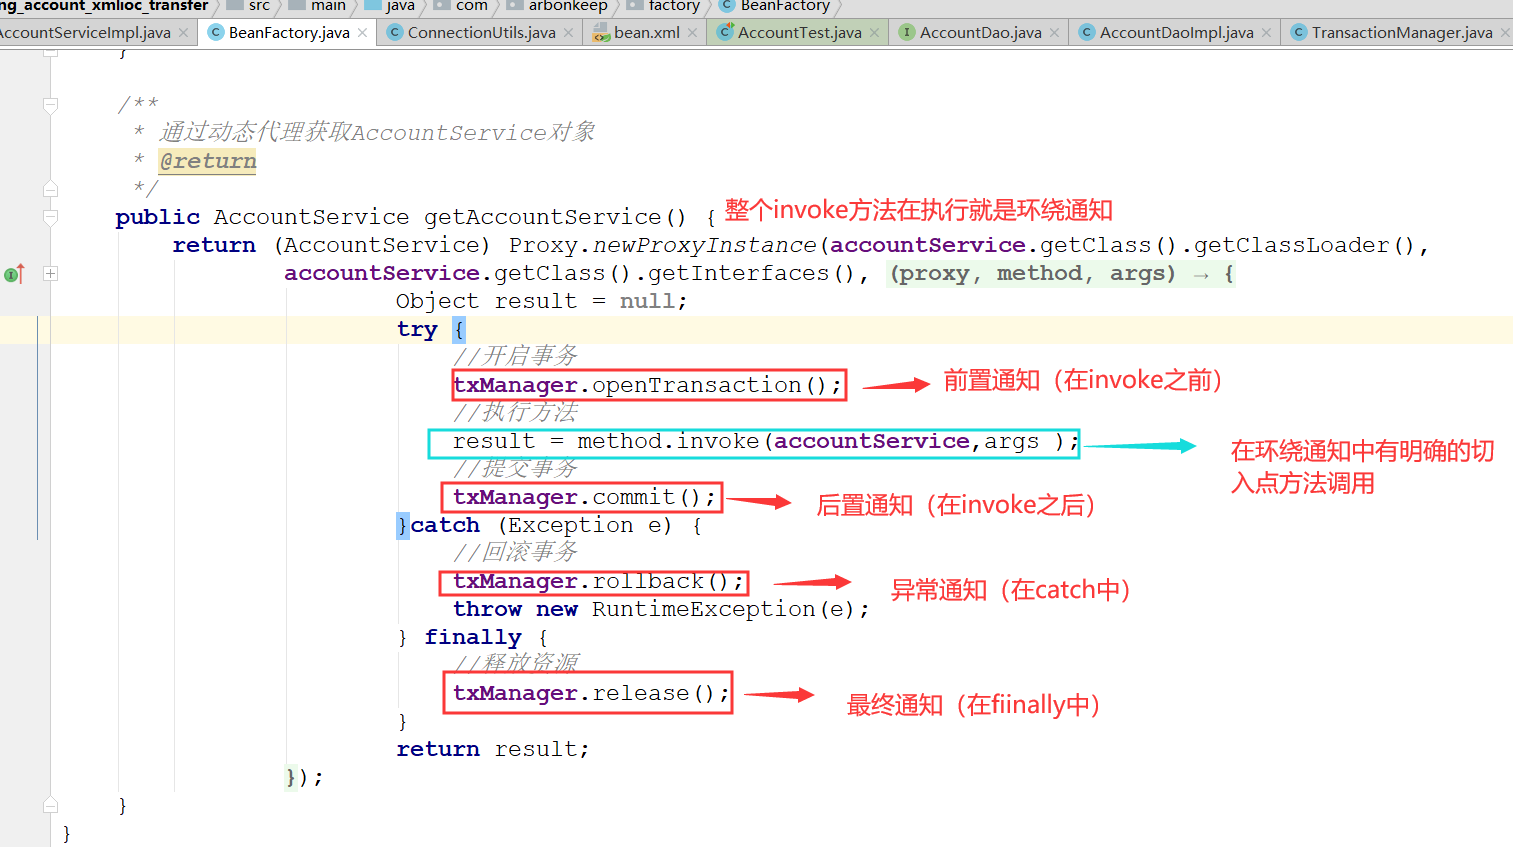 ng_account_xmlioc_transfer src main java com arbonkeep factory BeanFactory
AccountServiceImpl.java BeanFactory.java ConnectionUtils.java bean.xml AccountTest.java AccountDao.java AccountDaoImpl.java TransactionManager.java
}
/**
* 通过动态代理获取AccountService对象
* @return
*/
public AccountService getAccountService() { 整个invoke方法在执行就是环绕通知
return (AccountService) Proxy.newProxyInstance(accountService.getClass().getClassLoader(),
accountService.getClass().getInterfaces(), (proxy, method, args) → {
Object result = null;
try {
//开启事务
txManager.openTransaction(); 前置通知（在invoke之前）
//执行方法
result = method.invoke(accountService,args ); 在环绕通知中有明确的切
入点方法调用
//提交事务
txManager.commit(); 后置通知（在invoke之后）
}catch (Exception e) {
//回滚事务
txManager.rollback(); 异常通知（在catch中）
throw new RuntimeException(e);
} finally {
//释放资源
txManager.release(); 最终通知（在fiinally中）
}
return result;
});
}
}